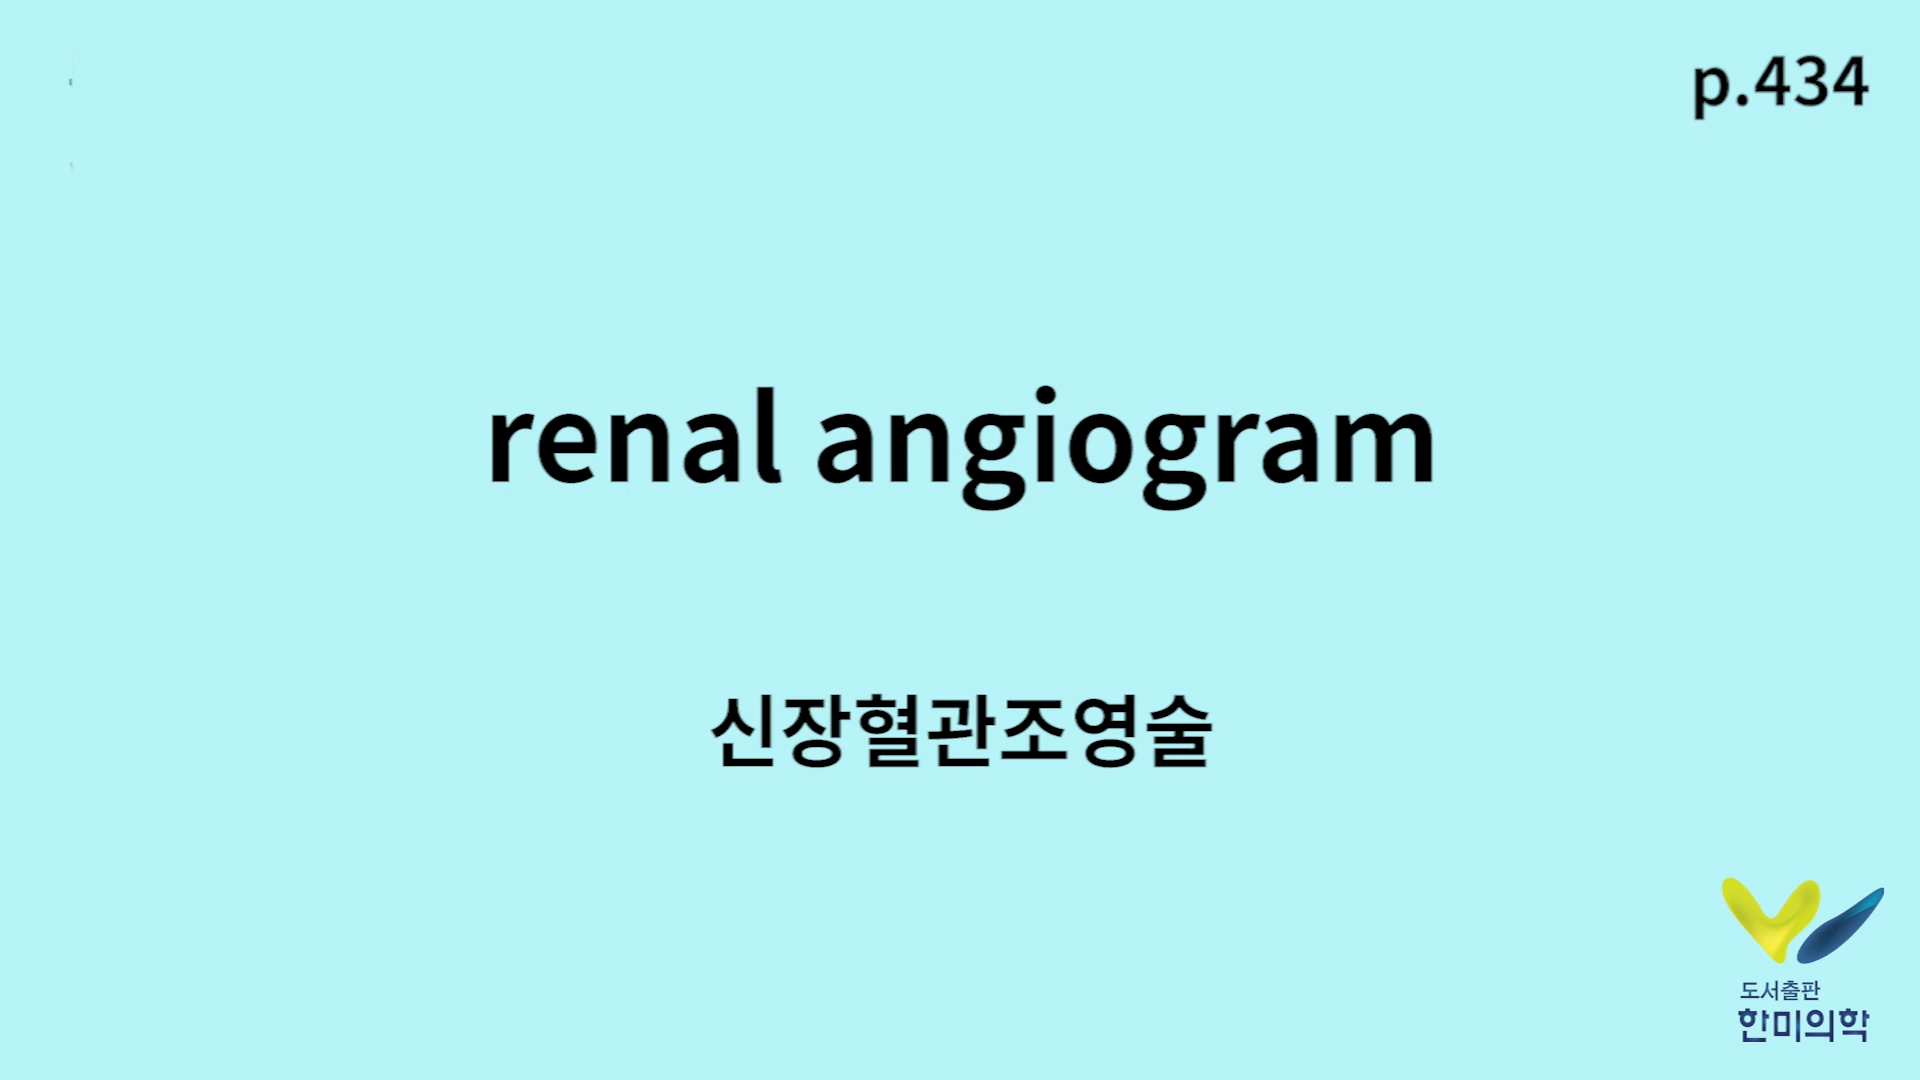 p.434
renal angiogram
신장혈관조영술
도서출판
한미의학